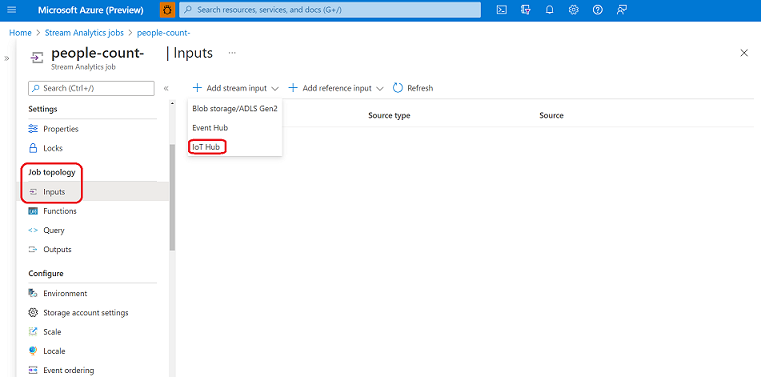 Microsoft Azure (Preview)
Search resources, services, and docs (G+/)
Home > Stream Analytics jobs > people-count-
people-count- | Inputs ...
Stream Analytics job
Search (Ctrl+/)
Add stream input
Add reference input
Refresh
Settings
Properties
Locks
Job topology
Inputs
Functions
Query
Outputs
Configure
Environment
Storage account settings
Scale
Locale
Event ordering
Blob storage/ADLS Gen2
Event Hub
IoT Hub
Source type
Source